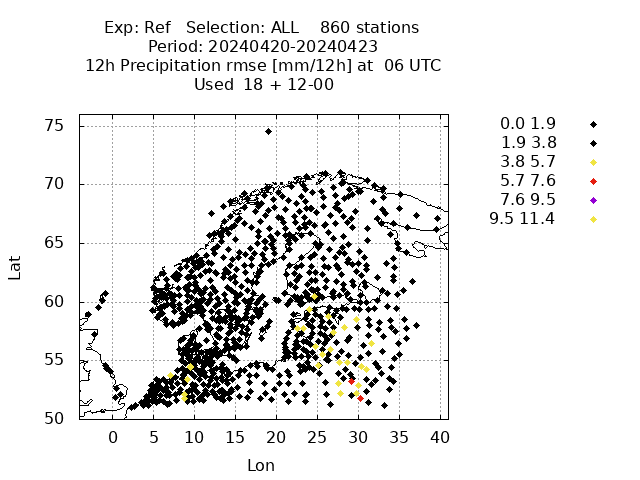 Exp: Ref   Selection: ALL    860 stations
Period: 20240420-20240423
12h Precipitation rmse [mm/12h] at  06 UTC
Used  18 + 12-00
0.0 1.9
1.9 3.8
3.8 5.7
5.7 7.6
7.6 9.5
9.5 11.4
75
70
65
60
55
50
Lat
0 5 10 15 20 25 30 35 40
Lon